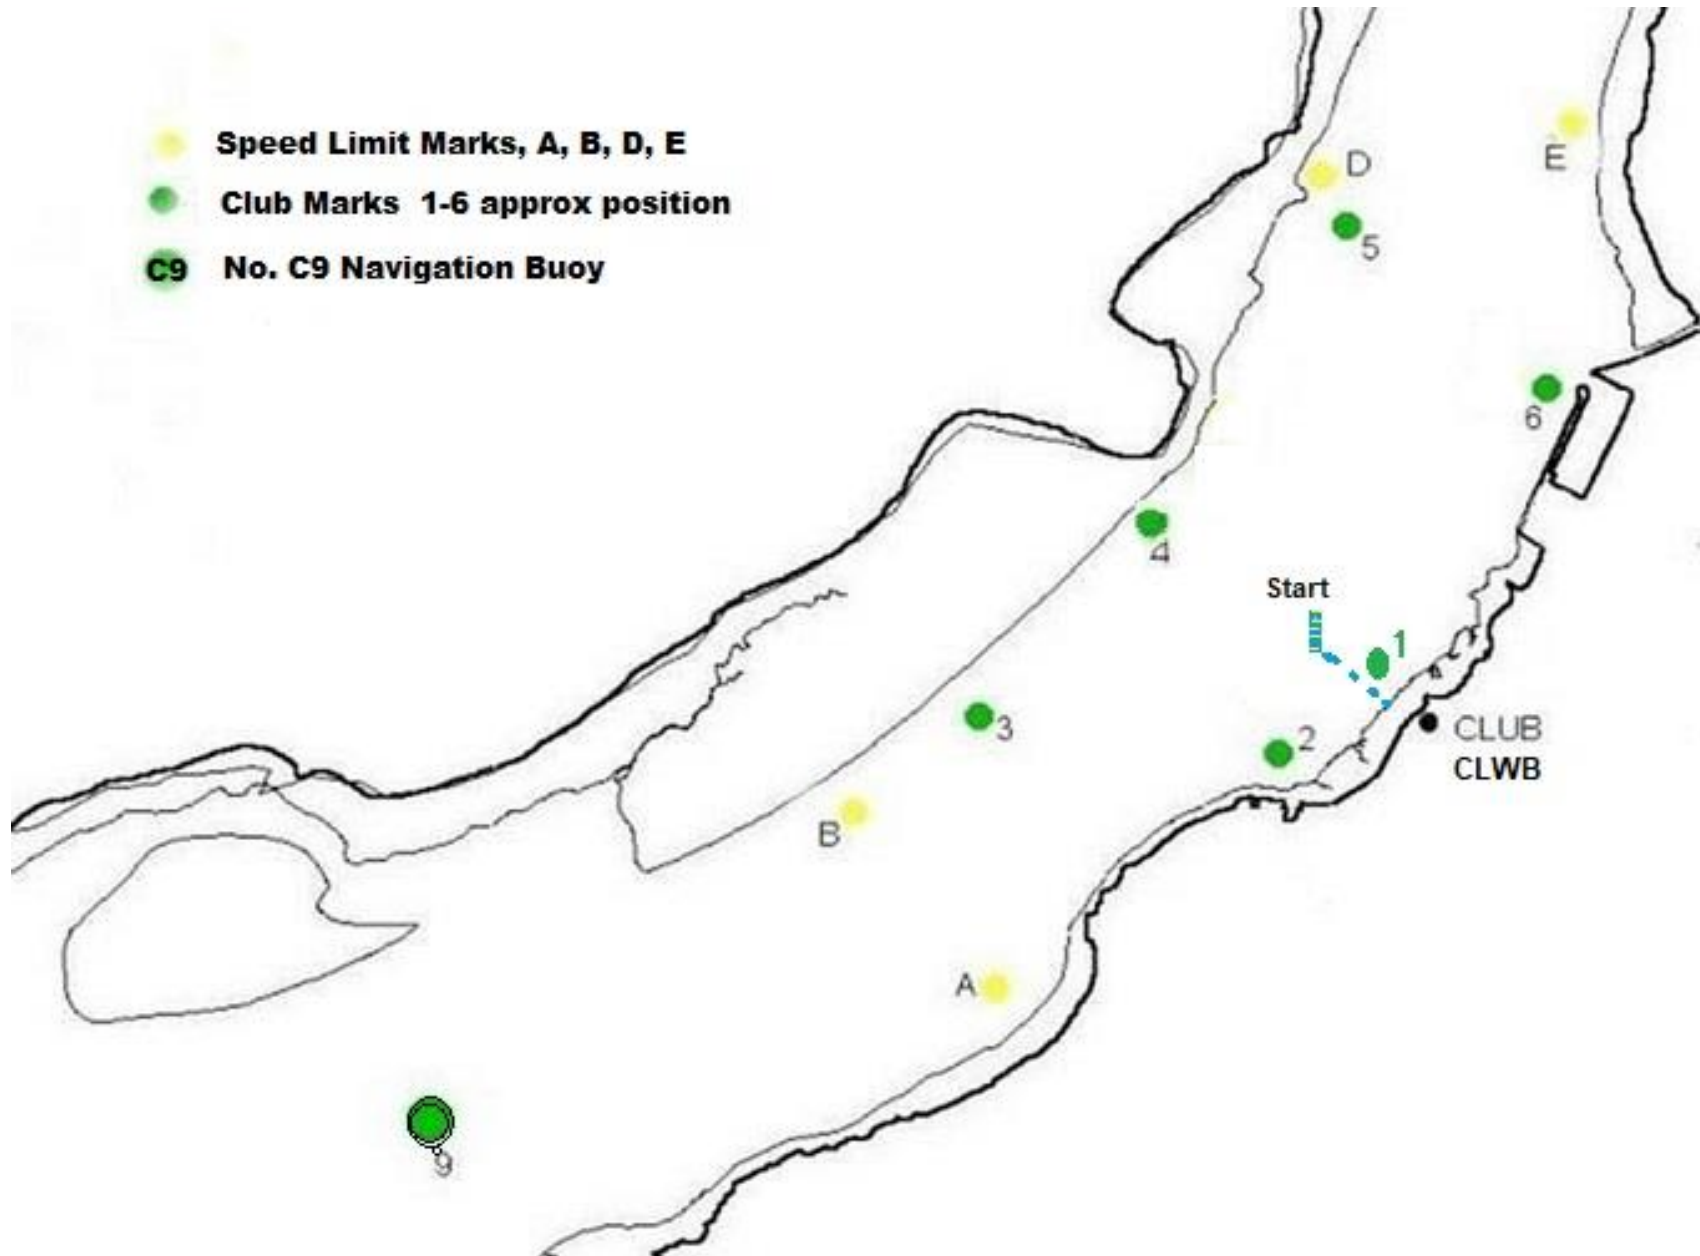 Speed Limit Marks, A, B, D, E
Club Marks 1-6 approx position
C9 No. C9 Navigation Buoy
D
E
5
6
4
Start
1
3
2
CLUB
CLWB
B
A
9